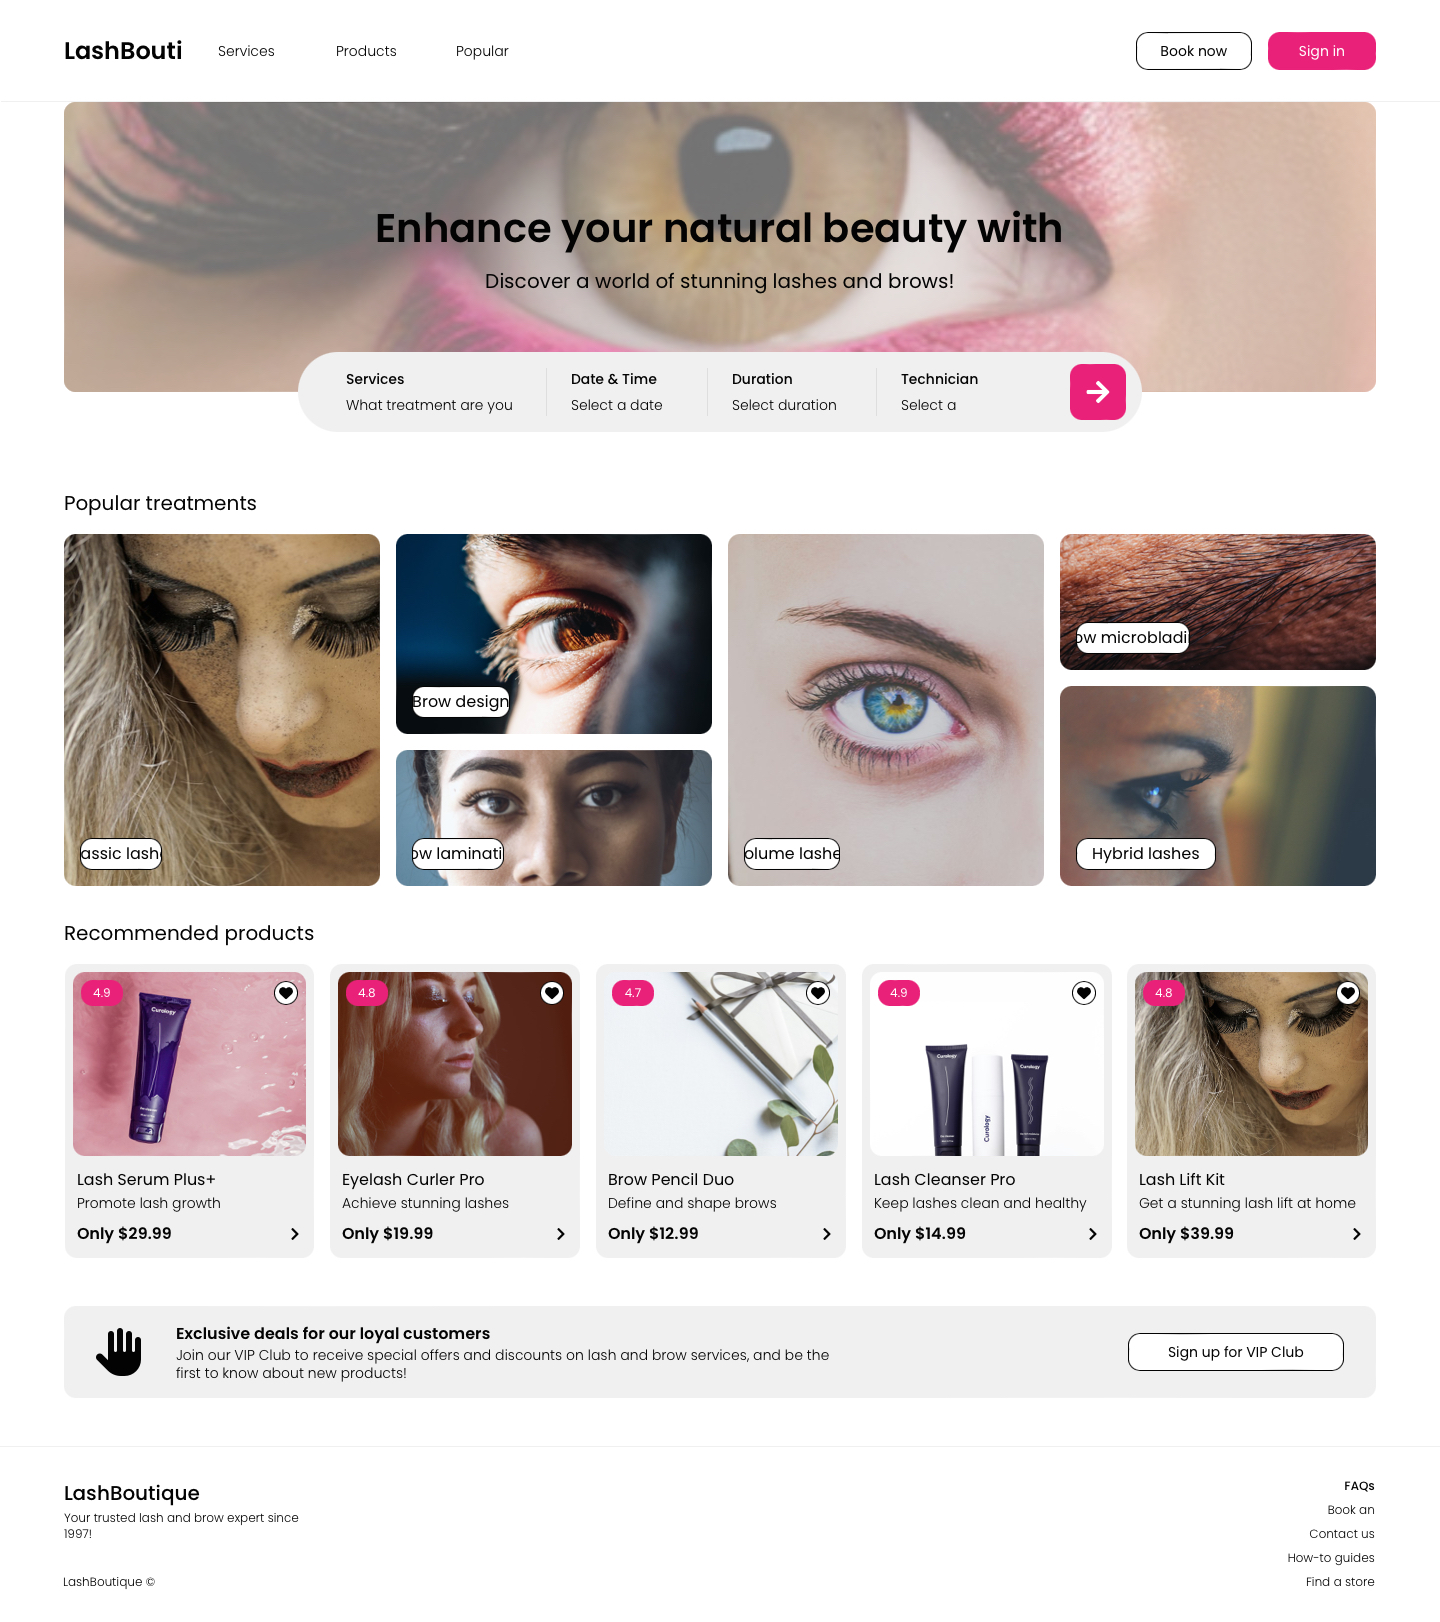 LashBouti
Services Products Popular
Book now Sign in
Enhance your natural beauty with
Discover a world of stunning lashes and brows!
Services Date & Time Duration Technician
What treatment are you Select a date Select duration Select a
Popular treatments
ow microbladi
Brow design
assic lash
ow laminati
olume lashe
Hybrid lashes
Recommended products
4.9 4.8 4.7 4.9 4.8
Curology
Curology Curology Curology
Lash Serum Plus+
Promote lash growth
Only $29.99
Eyelash Curler Pro
Achieve stunning lashes
Only $19.99
Brow Pencil Duo
Define and shape brows
Only $12.99
Lash Cleanser Pro
Keep lashes clean and healthy
Only $14.99
Lash Lift Kit
Get a stunning lash lift at home
Only $39.99
Exclusive deals for our loyal customers
Join our VIP Club to receive special offers and discounts on lash and brow services, and be the
first to know about new products!
Sign up for VIP Club
LashBoutique
Your trusted lash and brow expert since
1997!
LashBoutique ©
FAQs
Book an
Contact us
How-to guides
Find a store